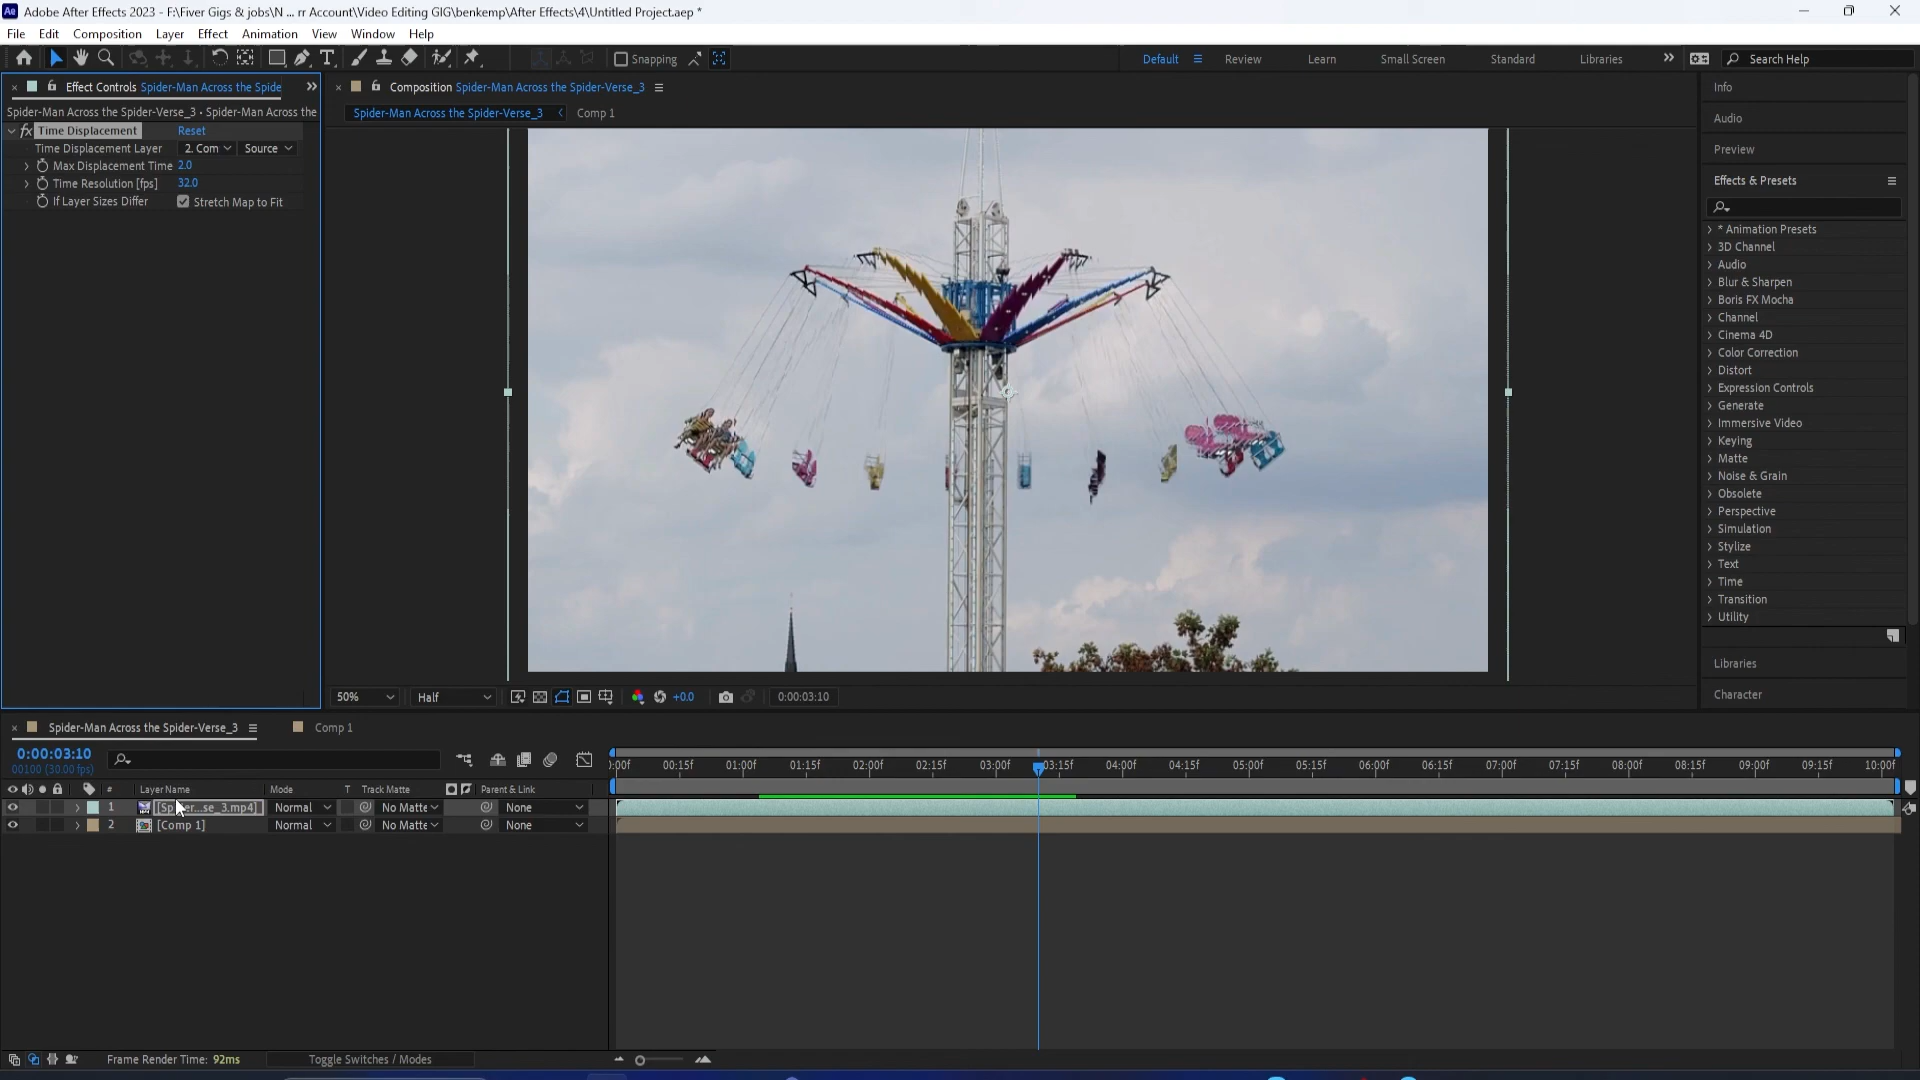 Adobe After Effects 2023 - F:\Fiver Gigs & jobs\N ... rr Account\Video Editing GIG\benkemp\After Effects\4\Untitled Project.aep *
File Edit Composition Layer Effect Animation View Window Help
Snapping Default Review Learn Small Screen Standard Libraries Search Help
Effect Controls Spider-Man Across the Spide
Spider-Man Across the Spider-Verse_3 • Spider-Man Across the
fx Time Displacement Reset
Time Displacement Layer 2. Com Source
Max Displacement Time 2.0
Time Resolution [fps] 32.0
If Layer Sizes Differ Stretch Map to Fit
Composition Spider-Man Across the Spider-Verse_3
Spider-Man Across the Spider-Verse_3 Comp 1
50% Half +0.0 0:00:03:10
Info
Audio
Preview
Effects & Presets
* Animation Presets
3D Channel
Audio
Blur & Sharpen
Boris FX Mocha
Channel
Cinema 4D
Color Correction
Distort
Expression Controls
Generate
Immersive Video
Keying
Matte
Noise & Grain
Obsolete
Perspective
Simulation
Stylize
Text
Time
Transition
Utility
Libraries
Character
Spider-Man Across the Spider-Verse_3 Comp 1
0:00:03:10
00100 (30.00 fps)
):00f 00:15f 01:00f 01:15f 02:00f 02:15f 03:00f 03:15f 04:00f 04:15f 05:00f 05:15f 06:00f 06:15f 07:00f 07:15f 08:00f 08:15f 09:00f 09:15f 10:00f
# Layer Name Mode T Track Matte Parent & Link
1 [Sp er...se_3.mp4] Normal No Matte None
2 [Comp 1] Normal No Matte None
Frame Render Time: 92ms Toggle Switches / Modes